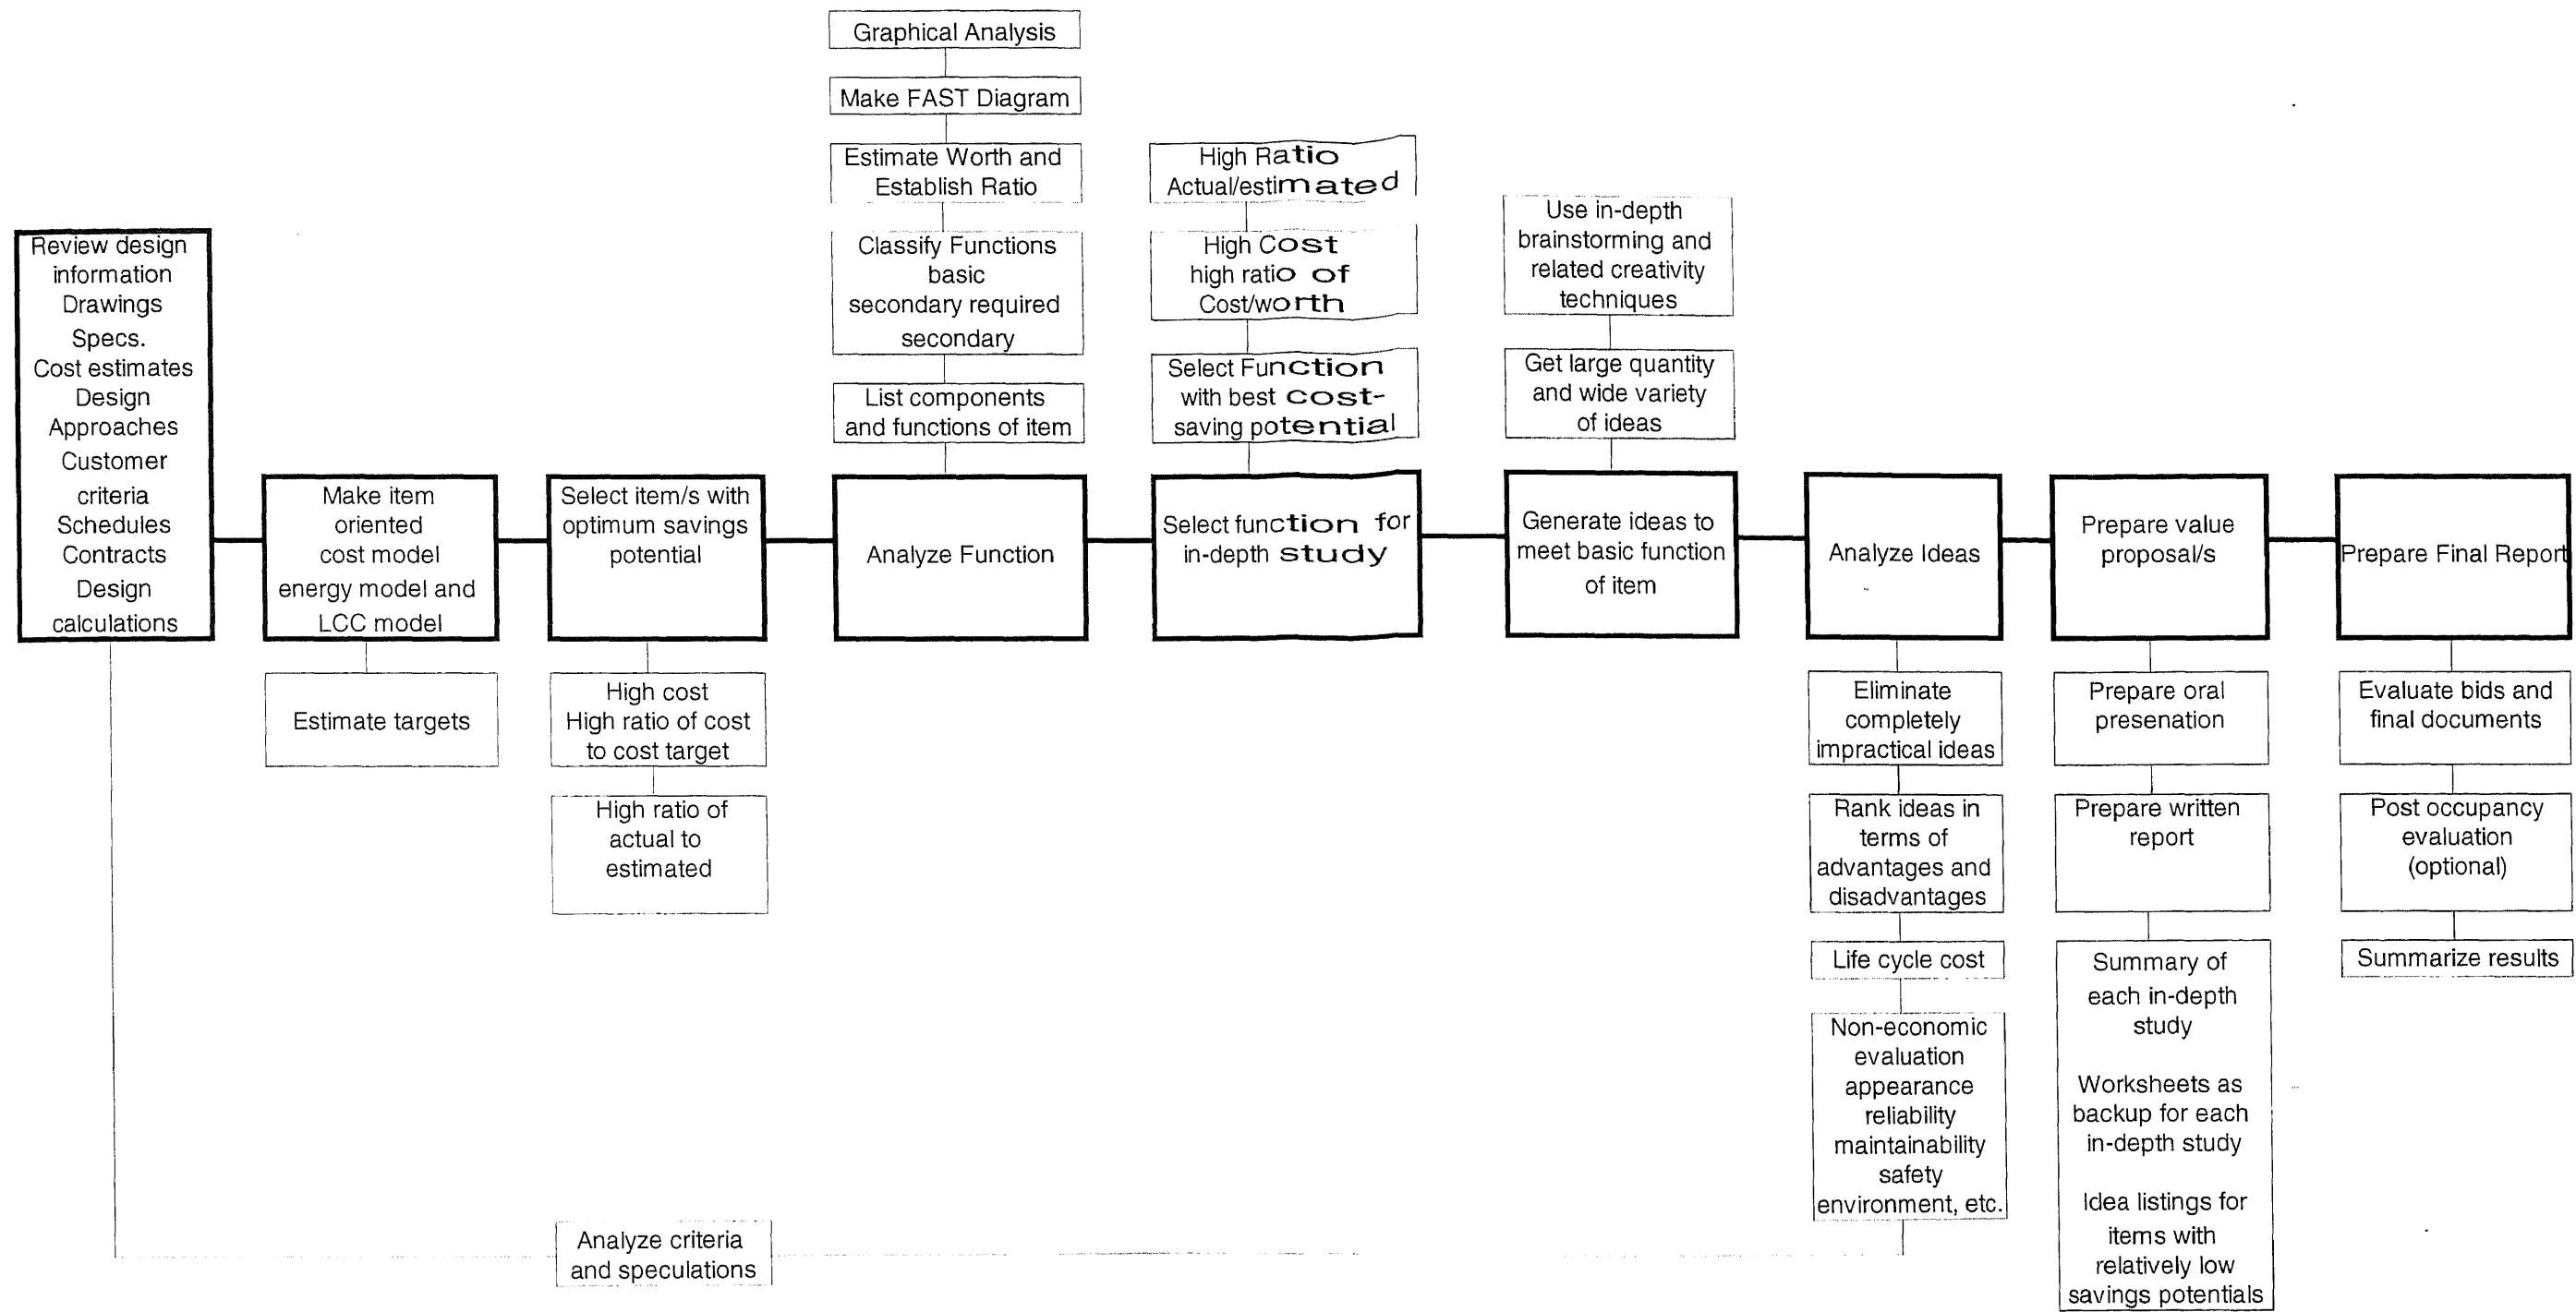 Graphical Analysis
Make FAST Diagram
Estimate Worth and
Establish Ratio
Classify Functions
basic
secondary required
secondary
List components
and functions of item
High Ratio
Actual/estimated
High Cost
high ratio of
Cost/worth
Select Function
with best cost-
saving potential
Use in-depth
brainstorming and
related creativity
techniques
Get large quantity
and wide variety
of ideas
Review design
information
Drawings
Specs.
Cost estimates
Design
Approaches
Customer
criteria
Schedules
Contracts
Design
calculations
Make item
oriented
cost model
energy model and
LCC model
Select item/s with
optimum savings
potential
Analyze Function
Select function for
in-depth study
Generate ideas to
meet basic function
of item
Analyze Ideas
Prepare value
proposal/s
Prepare Final Report
Estimate targets
High cost
High ratio of cost
to cost target
High ratio of
actual to
estimated
Eliminate
completely
impractical ideas
Rank ideas in
terms of
advantages and
disadvantages
Life cycle cost
Non-economic
evaluation
appearance
reliability
maintainability
safety
environment, etc.
Prepare oral
presenation
Prepare written
report
Summary of
each in-depth
study
Worksheets as
backup for each
in-depth study
Idea listings for
items with
relatively low
savings potentials
Evaluate bids and
final documents
Post occupancy
evaluation
(optional)
Summarize results
Analyze criteria
and speculations